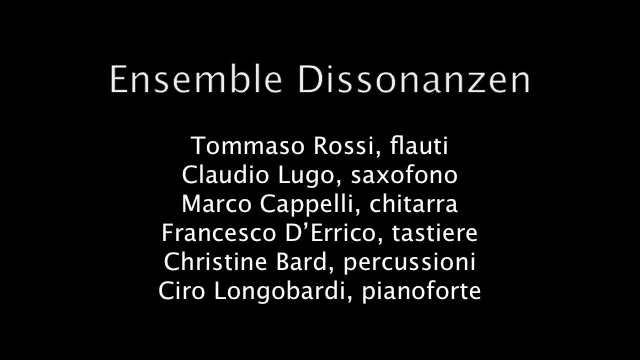 Ensemble Dissonanzen
Tommaso Rossi, flauti
Claudio Lugo, saxofono
Marco Cappelli, chitarra
Francesco D’Errico, tastiere
Christine Bard, percussioni
Ciro Longobardi, pianoforte